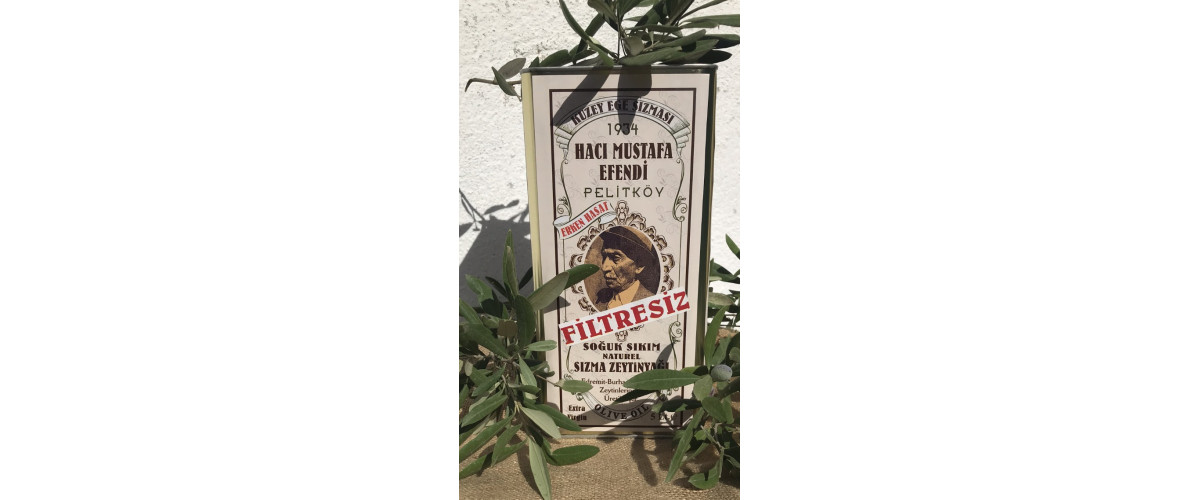 KUZEY EGE SIZMASI
1934
HACI MUSTAFA
EFENDİ
PELİTKÖY
ERKEN HASAT
FİLTRESİZ
SOĞUK SIKIM
NATUREL
SIZMA ZEYTİNYAĞI
Zeytinlerin
Extra
Virgin
OLIVE OIL